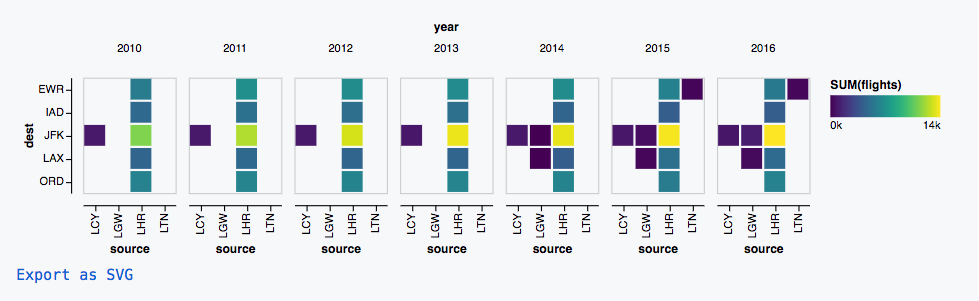 year
2010 2011 2012 2013 2014 2015 2016
dest
EWR
IAD
JFK
LAX
ORD
LCY LGW LHR LTN LCY LGW LHR LTN LCY LGW LHR LTN LCY LGW LHR LTN LCY LGW LHR LTN LCY LGW LHR LTN LCY LGW LHR LTN
source source source source source source source
SUM(flights)
0k 14k
Export as SVG